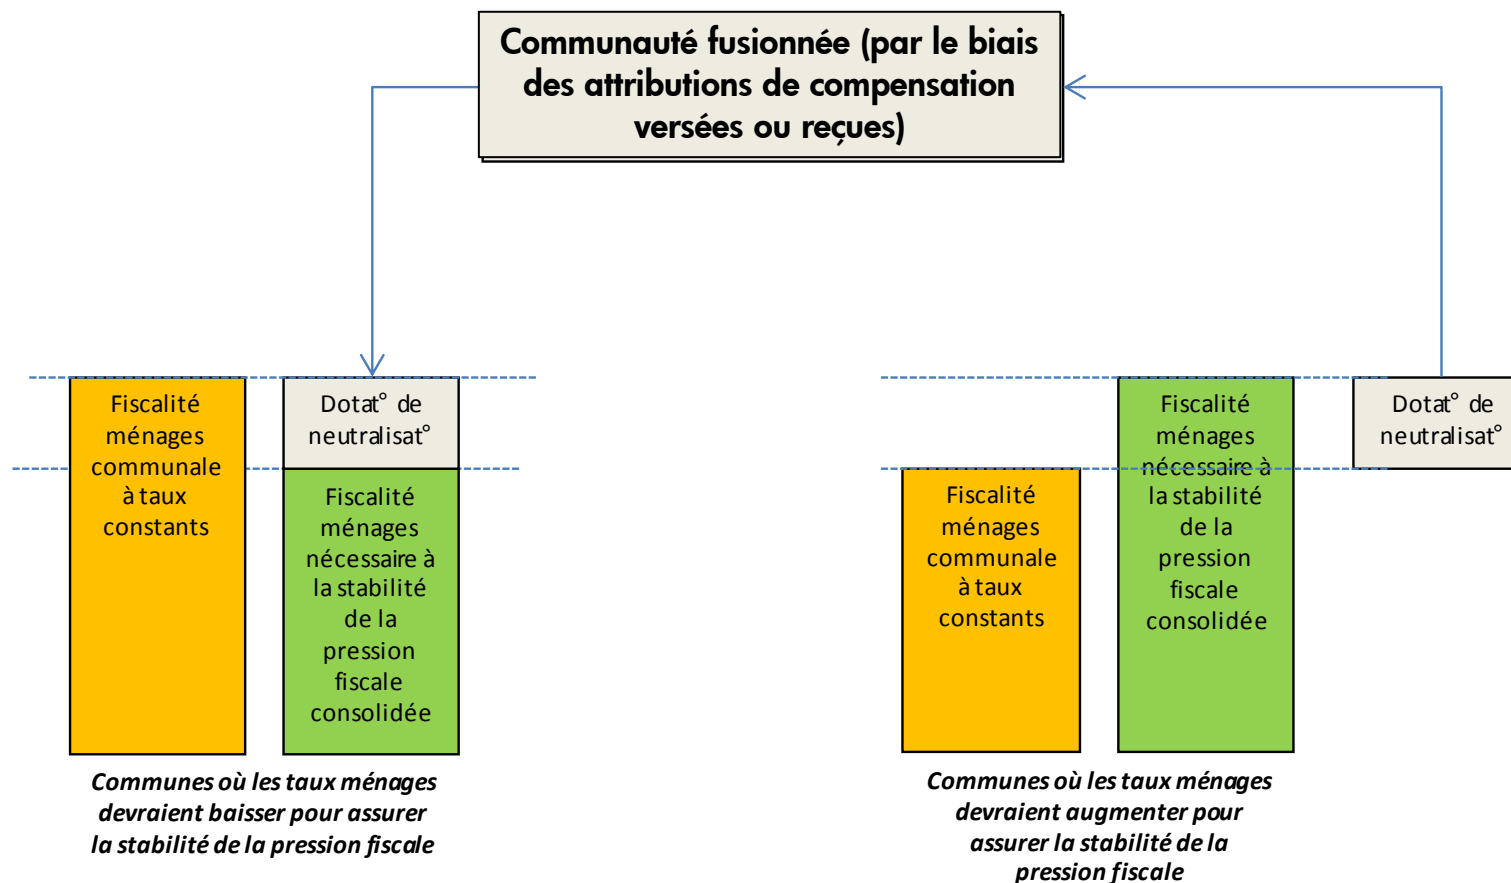 Communauté fusionnée (par le biais
des attributions de compensation
versées ou reçues)
Fiscalité
ménages
communale
à taux
constants
Dotat° de
neutralisat°
Fiscalité
ménages
nécessaire à
la stabilité
de la
pression
fiscale
consolidée
Communes où les taux ménages
devraient baisser pour assurer
la stabilité de la pression fiscale
Fiscalité
ménages
communale
à taux
constants
Fiscalité
ménages
nécessaire à
la stabilité
de la
pression
fiscale
consolidée
Dotat° de
neutralisat°
Communes où les taux ménages
devraient augmenter pour
assurer la stabilité de la
pression fiscale